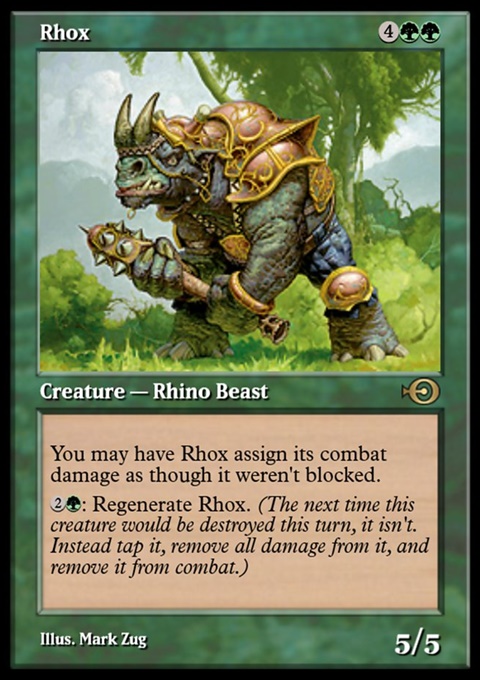 Rhox 4
Creature — Rhino Beast
You may have Rhox assign its combat
damage as though it weren't blocked.
2: Regenerate Rhox. (The next time this
creature would be destroyed this turn, it isn't.
Instead tap it, remove all damage from it, and
remove it from combat.)
Illus. Mark Zug
5/5